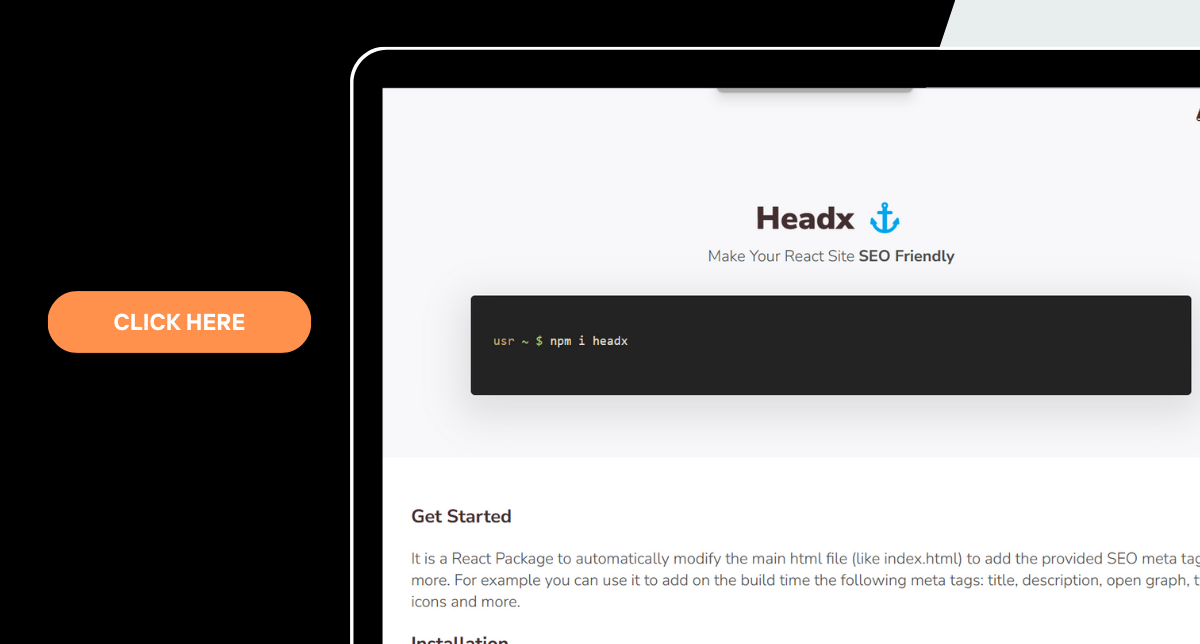 Headx
Make Your React Site SEO Friendly
CLICK HERE
usr ~ $ npm i headx
Get Started
It is a React Package to automatically modify the main html file (like index.html) to add the provided SEO meta tag
more. For example you can use it to add on the build time the following meta tags: title, description, open graph, t
icons and more.
Installation